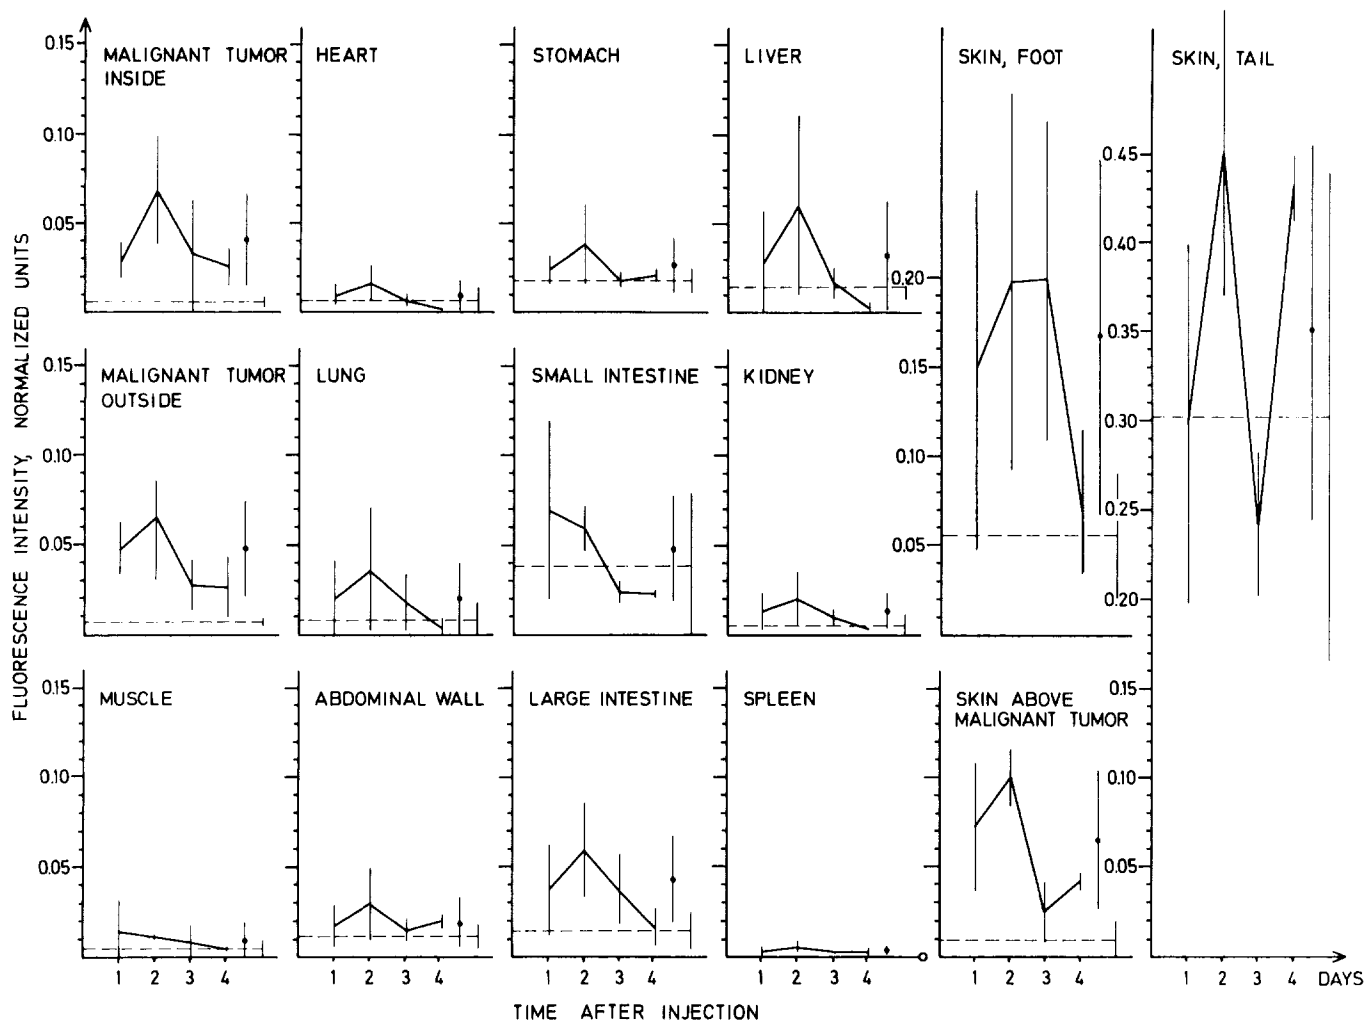 MALIGNANT TUMOR
INSIDE
HEART
STOMACH
LIVER
SKIN, FOOT
SKIN, TAIL
0.15
0.10
0.05
0.20
0.15
0.10
0.05
0.45
0.40
0.35
0.30
0.25
0.20
0.15
0.10
0.05
FLUORESCENCE INTENSITY, NORMALIZED UNITS
MALIGNANT TUMOR
OUTSIDE
LUNG
SMALL INTESTINE
KIDNEY
0.15
0.10
0.05
MUSCLE
ABDOMINAL WALL
LARGE INTESTINE
SPLEEN
SKIN ABOVE
MALIGNANT TUMOR
0.15
0.10
0.05
1 2 3 4
1 2 3 4
1 2 3 4
1 2 3 4
1 2 3 4
1 2 3 4 DAYS
TIME AFTER INJECTION